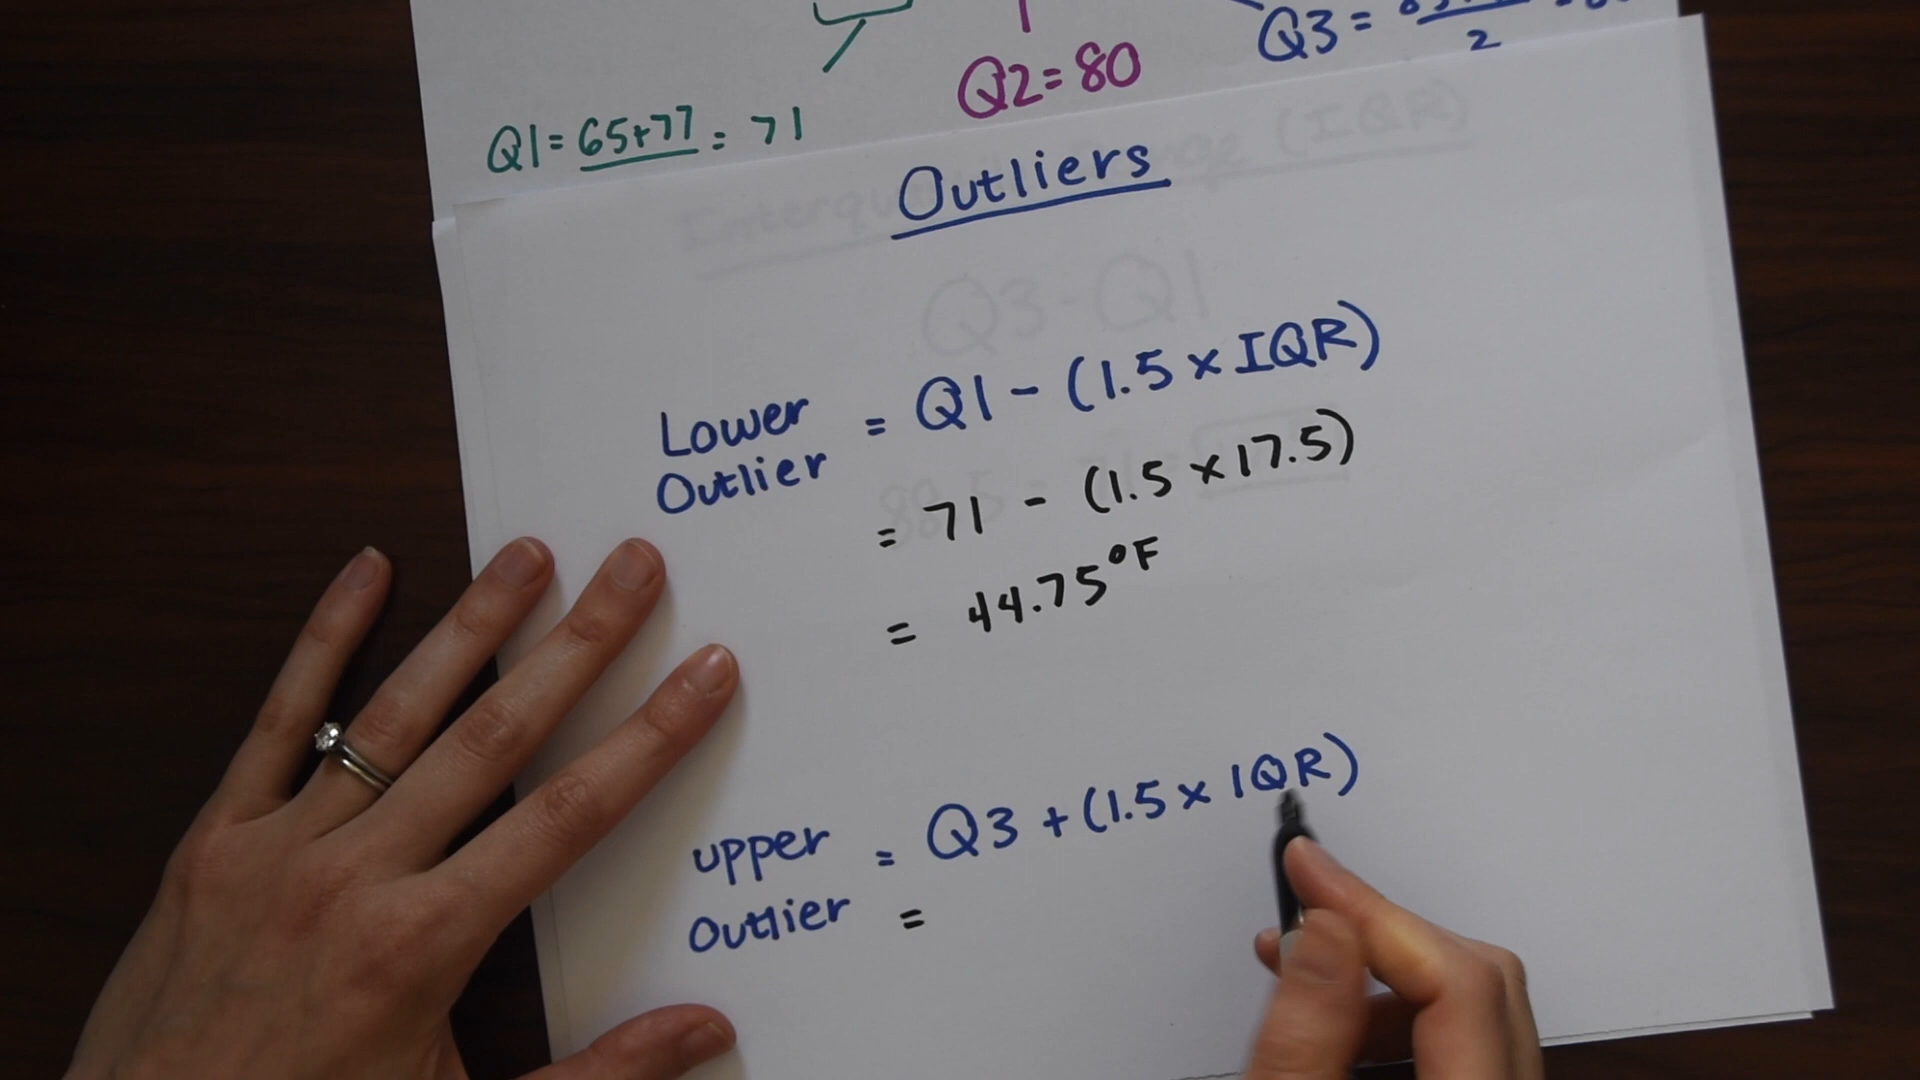 Q3 =
2
Q2=80
Q1= 65+77 = 71
Outliers
Lower Outlier = Q1 - (1.5 x IQR)
= 71 - (1.5 x 17.5)
= 44.75°F
upper Outlier = Q3 + (1.5 x IQR)
=